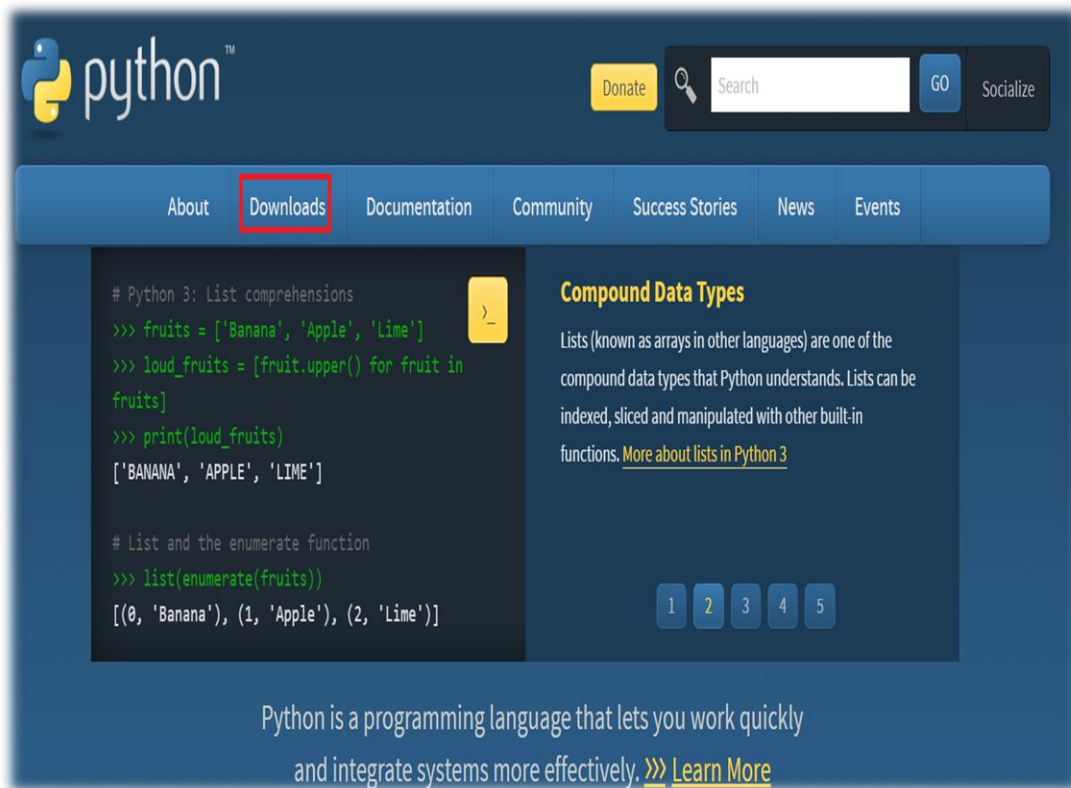 python™
Donate
Search
GO
Socialize
About
Downloads
Documentation
Community
Success Stories
News
Events
# Python 3: List comprehensions
>>> fruits = ['Banana', 'Apple', 'Lime']
>>> loud_fruits = [fruit.upper() for fruit in
fruits]
>>> print(loud_fruits)
['BANANA', 'APPLE', 'LIME']
# List and the enumerate function
>>> list(enumerate(fruits))
[(0, 'Banana'), (1, 'Apple'), (2, 'Lime')]
>_
Compound Data Types
Lists (known as arrays in other languages) are one of the
compound data types that Python understands. Lists can be
indexed, sliced and manipulated with other built-in
functions. More about lists in Python 3
1 2 3 4 5
Python is a programming language that lets you work quickly
and integrate systems more effectively. >>> Learn More